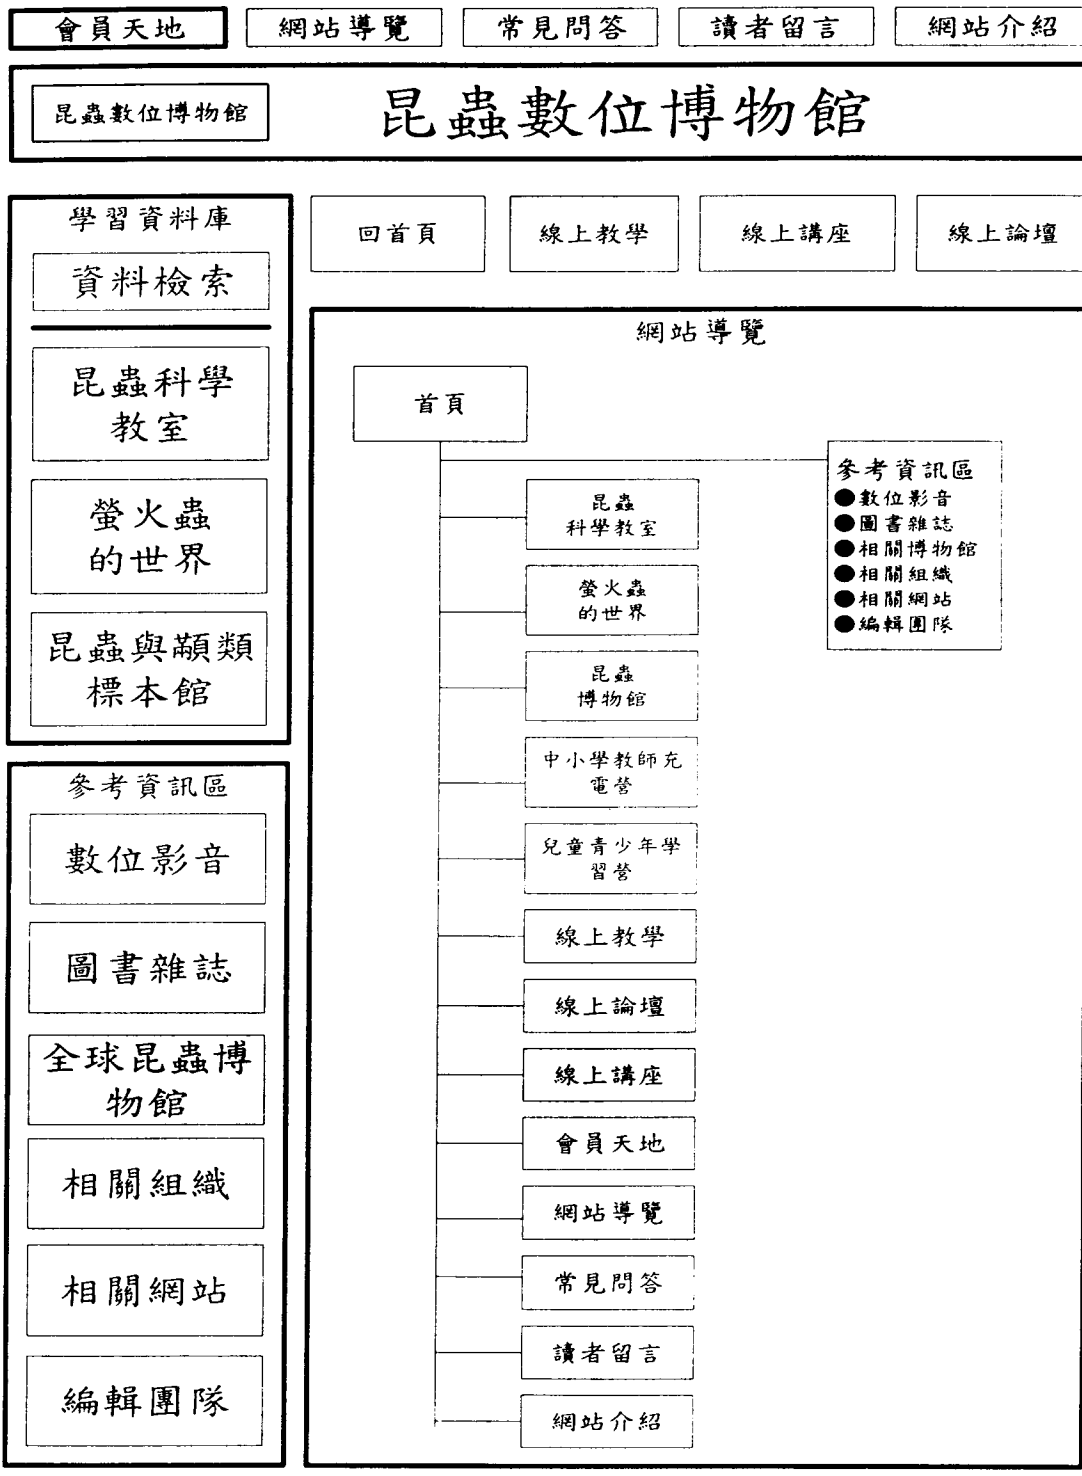 會員天地 網站導覽 常見問答 讀者留言 網站介紹
昆蟲數位博物館 昆蟲數位博物館
學習資料庫
資料檢索
昆蟲科學
教室
螢火蟲
的世界
昆蟲與顓類
標本館
參考資訊區
數位影音
圖書雜誌
全球昆蟲博
物館
相關組織
相關網站
編輯團隊
回首頁 線上教學 線上講座 線上論壇
網站導覽
首頁
昆蟲
科學教室
螢火蟲
的世界
昆蟲
博物館
中小學教師充
電營
兒童青少年學
習營
線上教學
線上論壇
線上講座
會員天地
網站導覽
常見問答
讀者留言
網站介紹
參考資訊區
●數位影音
●圖書雜誌
●相關博物館
●相關組織
●相關網站
●編輯團隊